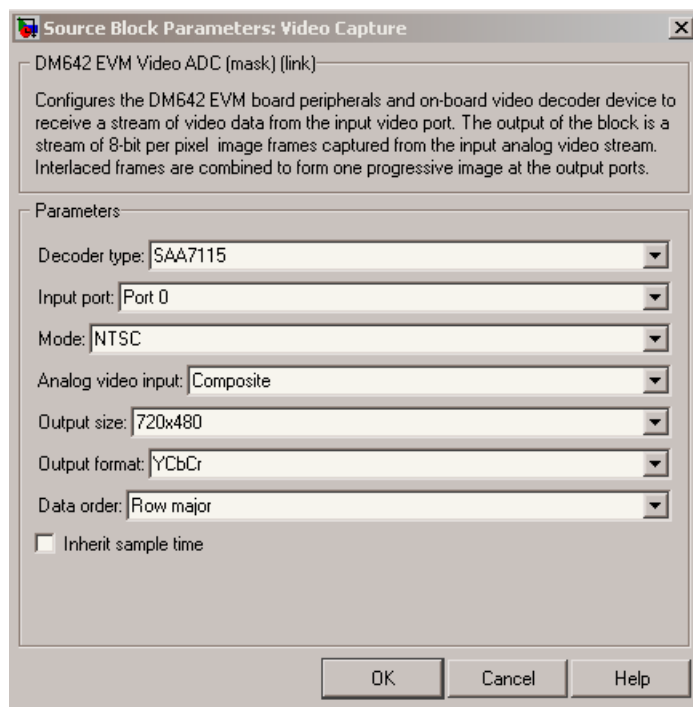 Source Block Parameters: Video Capture
DM642 EVM Video ADC (mask) (link)
Configures the DM642 EVM board peripherals and on-board video decoder device to
receive a stream of video data from the input video port. The output of the block is a
stream of 8-bit per pixel  image frames captured from the input analog video stream.
Interlaced frames are combined to form one progressive image at the output ports.
Parameters
Decoder type: SAA7115
Input port: Port 0
Mode: NTSC
Analog video input: Composite
Output size: 720x480
Output format: YCbCr
Data order: Row major
Inherit sample time
OK Cancel Help